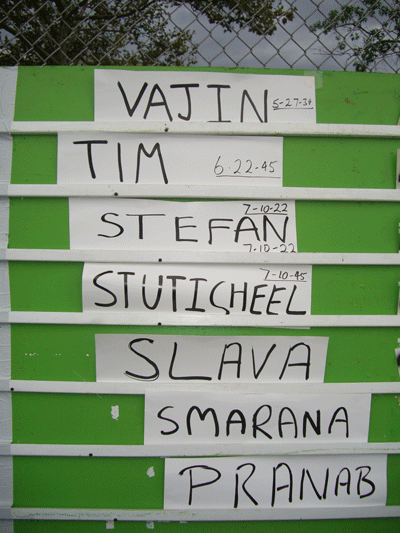 VAJIN 5-27-34
TIM 6-22-45
7-10-22
STEFAN
7-10-22
7-10-45
STUTISHEEL
SLAVA
SMARANA
PRANAB